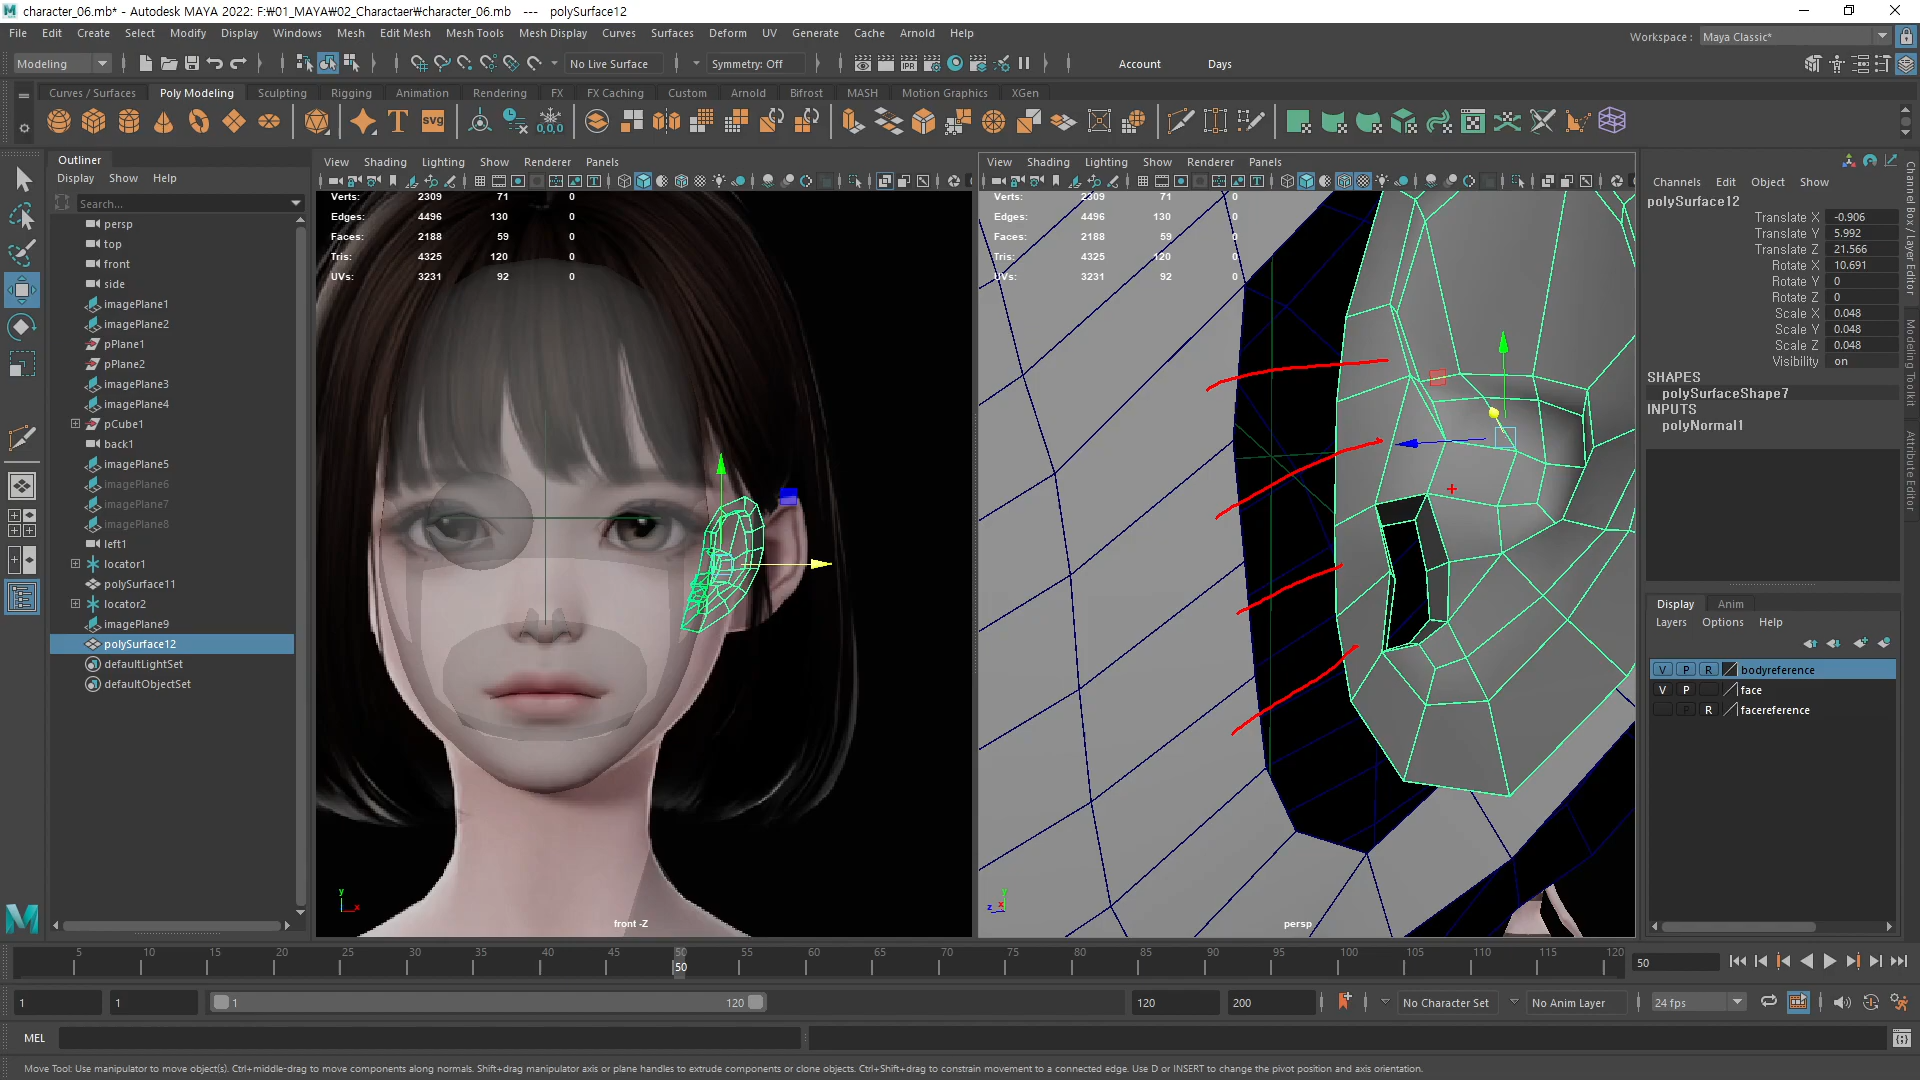 character_06.mb* - Autodesk MAYA 2022: F:₩01_MAYA₩02_Charactaer₩character_06.mb --- polySurface12
File Edit Create Select Modify Display Windows Mesh Edit Mesh Mesh Tools Mesh Display Curves Surfaces Deform UV Generate Cache Arnold Help
Workspace : Maya Classic*
Modeling No Live Surface Symmetry: Off IPR Account Days
Curves / Surfaces Poly Modeling Sculpting Rigging Animation Rendering FX FX Caching Custom Arnold Bifrost MASH Motion Graphics XGen
T SVG 0,0,0
Outliner
Display Show Help
Search...
persp
top
front
side
imagePlane1
imagePlane2
pPlane1
pPlane2
imagePlane3
imagePlane4
pCube1
back1
imagePlane5
imagePlane6
imagePlane7
imagePlane8
left1
locator1
polySurface11
locator2
imagePlane9
polySurface12
defaultLightSet
defaultObjectSet
View Shading Lighting Show Renderer Panels
Verts: 2309 71 0
Edges: 4496 130 0
Faces: 2188 59 0
Tris: 4325 120 0
UVs: 3231 92 0
y
x
front -Z
View Shading Lighting Show Renderer Panels
Verts: 2309 71 0
Edges: 4496 130 0
Faces: 2188 59 0
Tris: 4325 120 0
UVs: 3231 92 0
y
z x
persp
Channels Edit Object Show
polySurface12
Translate X -0.906
Translate Y 5.992
Translate Z 21.566
Rotate X 10.691
Rotate Y 0
Rotate Z 0
Scale X 0.048
Scale Y 0.048
Scale Z 0.048
Visibility on
SHAPES
polySurfaceShape7
INPUTS
polyNormal1
Display Anim
Layers Options Help
V P R bodyreference
V P face
P R facereference
Channel Box / Layer Editor
Modeling Toolkit
Attribute Editor
5 10 15 20 25 30 35 40 45 50 55 60 65 70 75 80 85 90 95 100 105 110 115 120
50
50
1 1 1 120 120 200 No Character Set No Anim Layer 24 fps
MEL
Move Tool: Use manipulator to move object(s). Ctrl+middle-drag to move components along normals. Shift+drag manipulator axis or plane handles to extrude components or clone objects. Ctrl+Shift+drag to constrain movement to a connected edge. Use D or INSERT to change the pivot position and axis orientation.